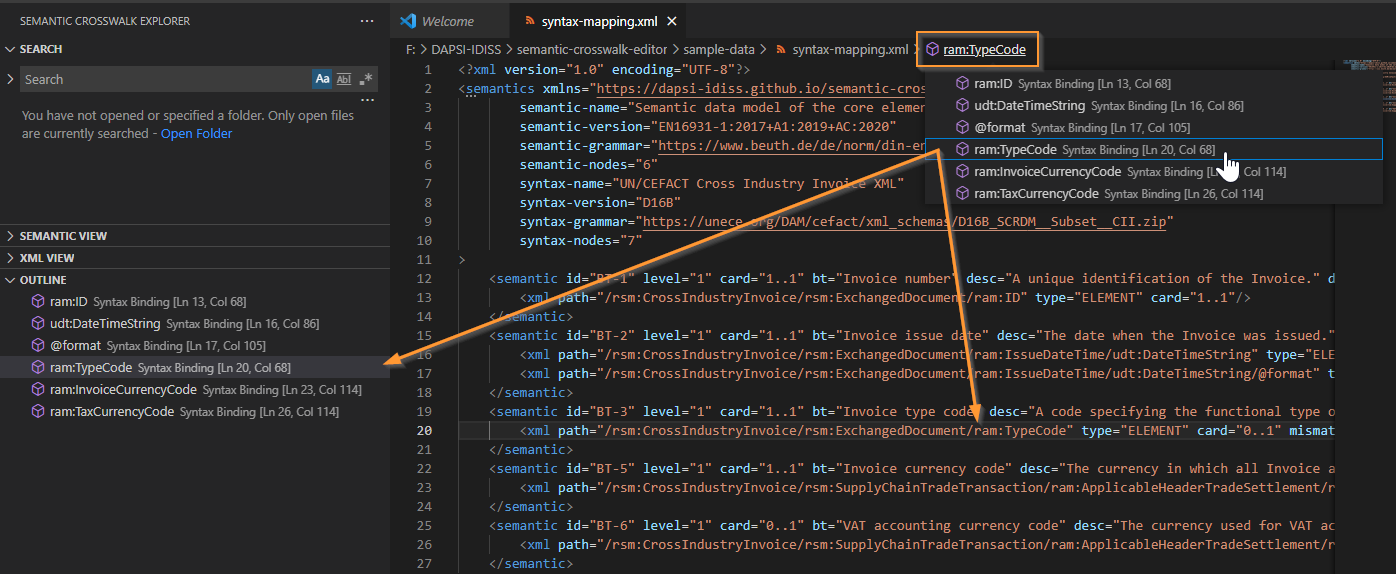 SEMANTIC CROSSWALK EXPLORER ...
SEARCH
Search Aa Abl .*
...
You have not opened or specified a folder. Only open files
are currently searched - Open Folder
SEMANTIC VIEW
XML VIEW
OUTLINE
ram:ID Syntax Binding [Ln 13, Col 68]
udt:DateTimeString Syntax Binding [Ln 16, Col 86]
@format Syntax Binding [Ln 17, Col 105]
ram:TypeCode Syntax Binding [Ln 20, Col 68]
ram:InvoiceCurrencyCode Syntax Binding [Ln 23, Col 114]
ram:TaxCurrencyCode Syntax Binding [Ln 26, Col 114]
Welcome syntax-mapping.xml
F: > DAPSI-IDISS > semantic-crosswalk-editor > sample-data > syntax-mapping.xml > ram:TypeCode
ram:ID Syntax Binding [Ln 13, Col 68]
udt:DateTimeString Syntax Binding [Ln 16, Col 86]
@format Syntax Binding [Ln 17, Col 105]
ram:TypeCode Syntax Binding [Ln 20, Col 68]
ram:InvoiceCurrencyCode Syntax Binding [L Col 114]
ram:TaxCurrencyCode Syntax Binding [Ln 26, Col 114]
1 <?xml version="1.0" encoding="UTF-8"?>
2 <semantics xmlns="https://dapsi-idiss.github.io/semantic-cros
3 semantic-name="Semantic data model of the core elemen
4 semantic-version="EN16931-1:2017+A1:2019+AC:2020"
5 semantic-grammar="https://www.beuth.de/de/norm/din-en
6 semantic-nodes="6"
7 syntax-name="UN/CEFACT Cross Industry Invoice XML"
8 syntax-version="D16B"
9 syntax-grammar="https://unece.org/DAM/cefact/xml_schemas/D16B_SCRDM__Subset__CII.zip"
10 syntax-nodes="7"
11 >
12 <semantic id="BT-1" level="1" card="1..1" bt="Invoice number" desc="A unique identification of the Invoice." d
13 <xml path="/rsm:CrossIndustryInvoice/rsm:ExchangedDocument/ram:ID" type="ELEMENT" card="1..1"/>
14 </semantic>
15 <semantic id="BT-2" level="1" card="1..1" bt="Invoice issue date" desc="The date when the Invoice was issued."
16 <xml path="/rsm:CrossIndustryInvoice/rsm:ExchangedDocument/ram:IssueDateTime/udt:DateTimeString" type="ELE
17 <xml path="/rsm:CrossIndustryInvoice/rsm:ExchangedDocument/ram:IssueDateTime/udt:DateTimeString/@format" t
18 </semantic>
19 <semantic id="BT-3" level="1" card="1..1" bt="Invoice type code" desc="A code specifying the functional type o
20 <xml path="/rsm:CrossIndustryInvoice/rsm:ExchangedDocument/ram:TypeCode" type="ELEMENT" card="0..1" mismat
21 </semantic>
22 <semantic id="BT-5" level="1" card="1..1" bt="Invoice currency code" desc="The currency in which all Invoice a
23 <xml path="/rsm:CrossIndustryInvoice/rsm:SupplyChainTradeTransaction/ram:ApplicableHeaderTradeSettlement/r
24 </semantic>
25 <semantic id="BT-6" level="1" card="0..1" bt="VAT accounting currency code" desc="The currency used for VAT ac
26 <xml path="/rsm:CrossIndustryInvoice/rsm:SupplyChainTradeTransaction/ram:ApplicableHeaderTradeSettlement/r
27 </semantic>